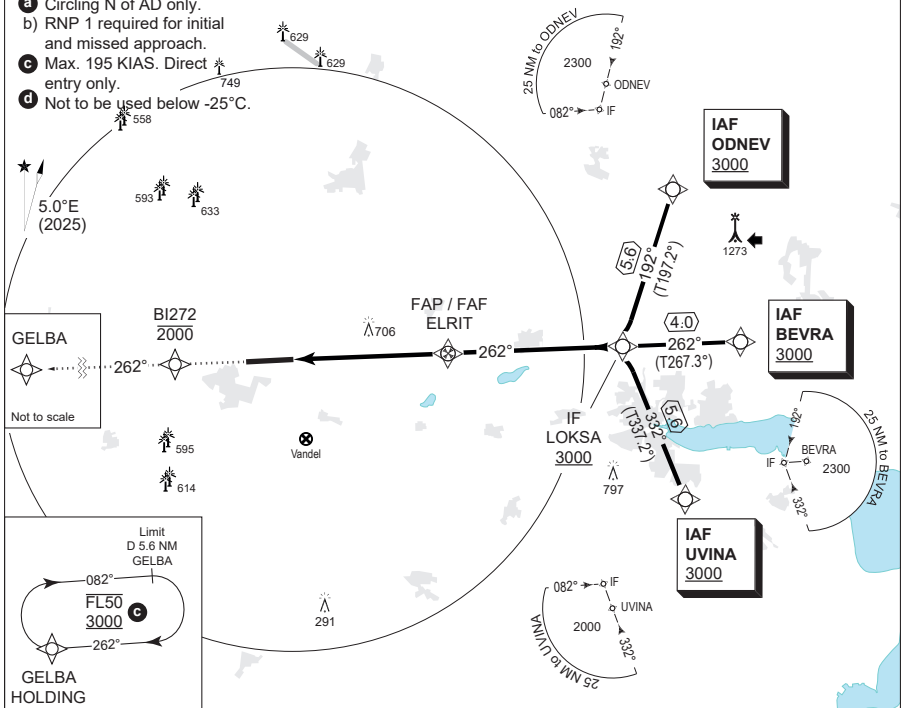 a Circling N of AD only.
b) RNP 1 required for initial
and missed approach.
c Max. 195 KIAS. Direct
entry only.
d Not to be used below -25°C.
629
629
749
558
593
633
5.0°E
(2025)
25 NM to ODNEV
2300
192°
ODNEV
082°
IF
IAF
ODNEV
3000
1273
5.6
192°
(T197.2°)
FAP / FAF
ELRIT
706
BI272
2000
GELBA
262°
Not to scale
262°
4.0
262°
(T267.3°)
IAF
BEVRA
3000
IF
LOKSA
3000
5.6
332°
(T337.2°)
797
595
614
Vandel
25 NM to BEVRA
192°
BEVRA
IF
2300
332°
IAF
UVINA
3000
Limit
D 5.6 NM
GELBA
082°
FL50
3000
c
262°
GELBA
HOLDING
291
082°
IF
UVINA
2000
332°
25 NM to UVINA